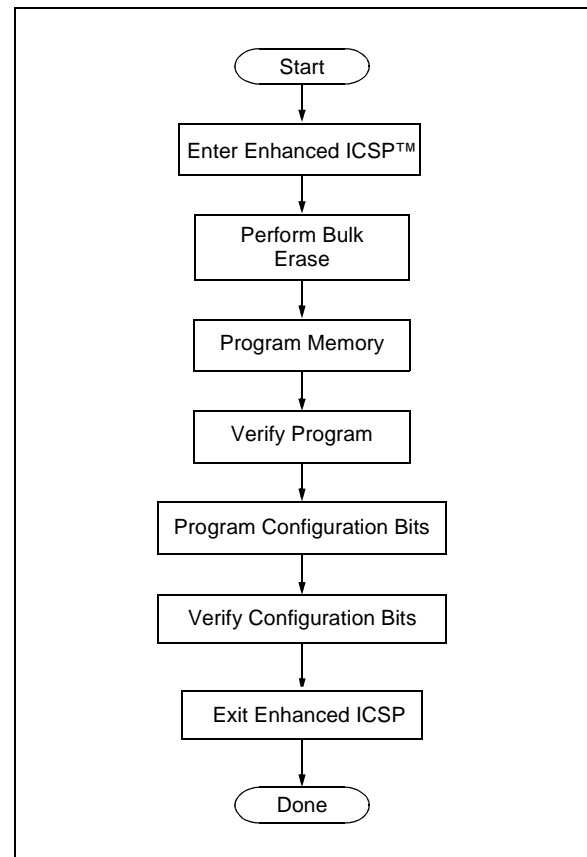 Start
Enter Enhanced ICSP™
Perform Bulk
Erase
Program Memory
Verify Program
Program Configuration Bits
Verify Configuration Bits
Exit Enhanced ICSP
Done